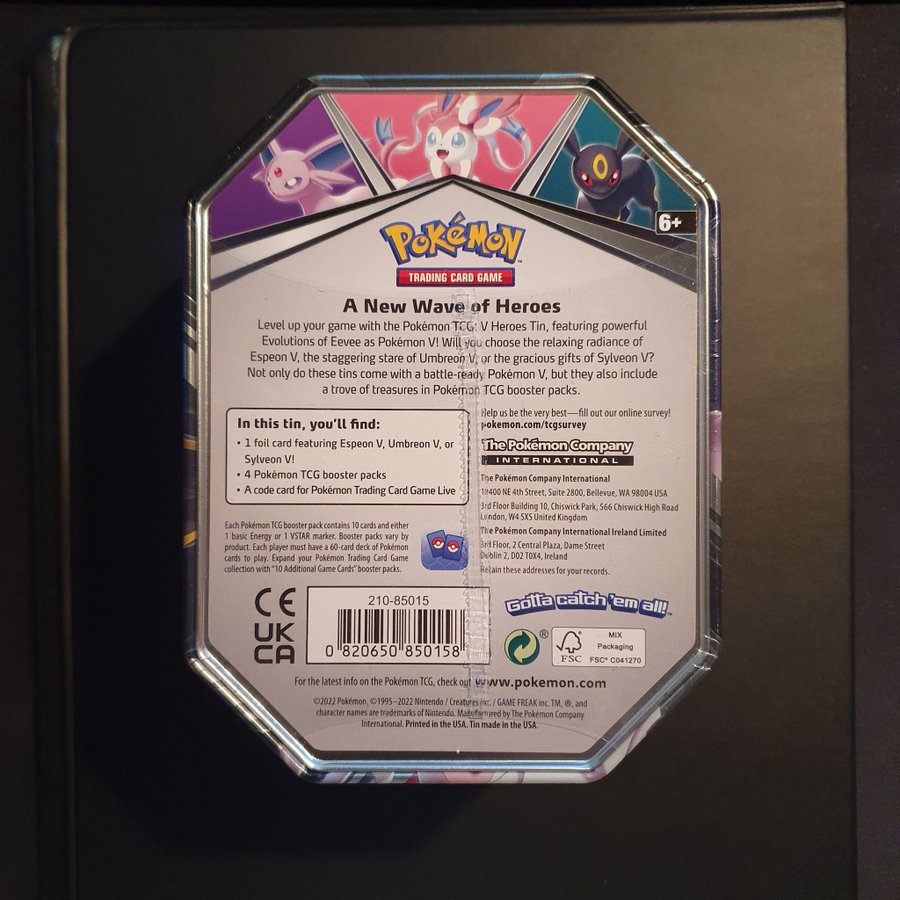 6+
POKéMON™
TRADING CARD GAME
A New Wave of Heroes
Level up your game with the Pokémon TCG: V Heroes Tin, featuring powerful
Evolutions of Eevee as Pokémon V! Will you choose the relaxing radiance of
Espeon V, the staggering stare of Umbreon V, or the gracious gifts of Sylveon V?
Not only do these tins come with a battle-ready Pokémon V, but they also include
a trove of treasures in Pokémon TCG booster packs.
In this tin, you'll find:
• 1 foil card featuring Espeon V, Umbreon V, or
Sylveon V!
• 4 Pokémon TCG booster packs
• A code card for Pokémon Trading Card Game Live
Each Pokémon TCG booster pack contains 10 cards and either
1 basic Energy or 1 VSTAR marker. Booster packs vary by
product. Each player must have a 60-card deck of Pokémon
cards to play. Expand your Pokémon Trading Card Game
collection with "10 Additional Game Cards" booster packs.
Help us be the very best—fill out our online survey!
pokemon.com/tcgsurvey
The Pokémon Company
INTERNATIONAL
The Pokémon Company International
10400 NE 4th Street, Suite 2800, Bellevue, WA 98004 USA
3rd Floor Building 10, Chiswick Park, 566 Chiswick High Road
London, W4 5XS United Kingdom
The Pokémon Company International Ireland Limited
3rd Floor, 2 Central Plaza, Dame Street
Dublin 2, D02 T0X4, Ireland
Retain these addresses for your records.
CE
UK
CA
210-85015
0 820650 850158
Gotta catch 'em all!™
®
FSC
MIX
Packaging
FSC® C041270
For the latest info on the Pokémon TCG, check out www.pokemon.com
©2022 Pokémon. ©1995–2022 Nintendo / Creatures Inc. / GAME FREAK inc. TM, ®, and
character names are trademarks of Nintendo. Manufactured by The Pokémon Company
International. Printed in the USA. Tin made in the USA.